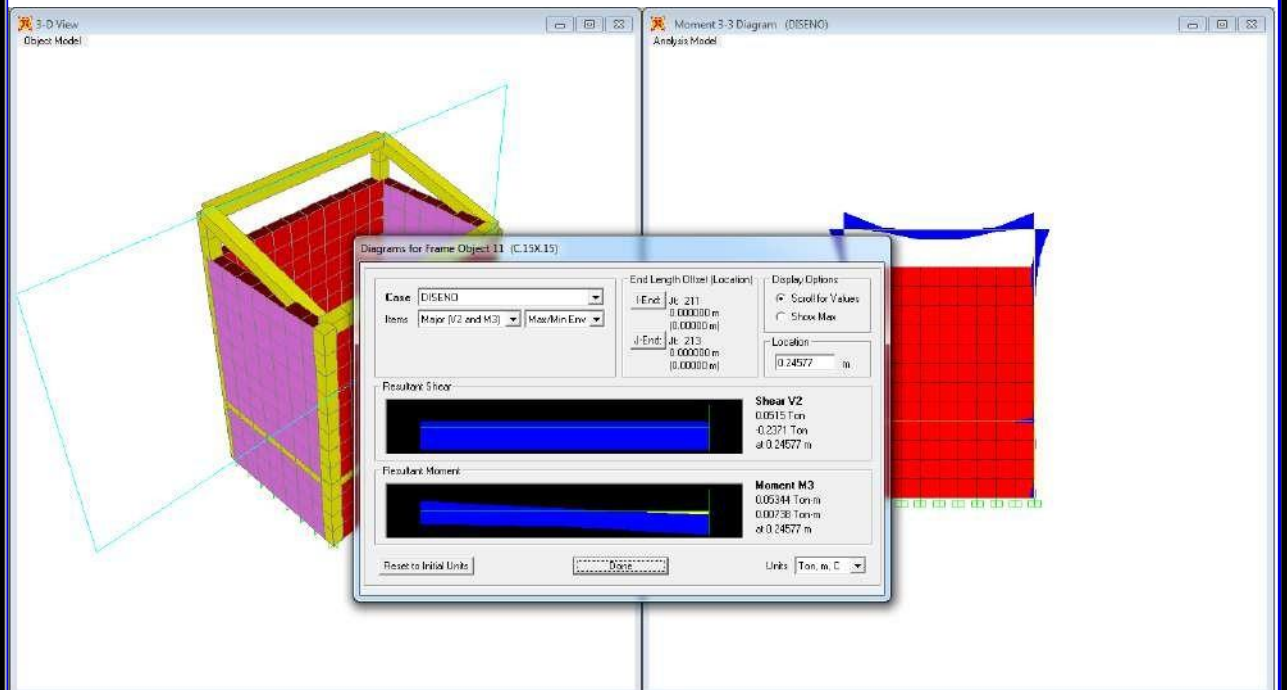 3-D View
Object Model
Moment 3-3 Diagram (DISENO)
Analysis Model
Diagrams for Frame Object 11 (C.15X.15)
Case DISENO
Items Major (V2 and M3) Max/Min Env
End Length Offset (Location)
I-End: Jt: 211
0.000000 m
(0.00000 m)
J-End: Jt: 213
0.000000 m
(0.00000 m)
Display Options
Scroll for Values
Show Max
Location
0.24577 m
Resultant Shear
Shear V2
0.0515 Ton
-0.2371 Ton
at 0.24577 m
Resultant Moment
Moment M3
0.05344 Ton-m
0.00738 Ton-m
at 0.24577 m
Reset to Initial Units
Done
Units Ton, m, C